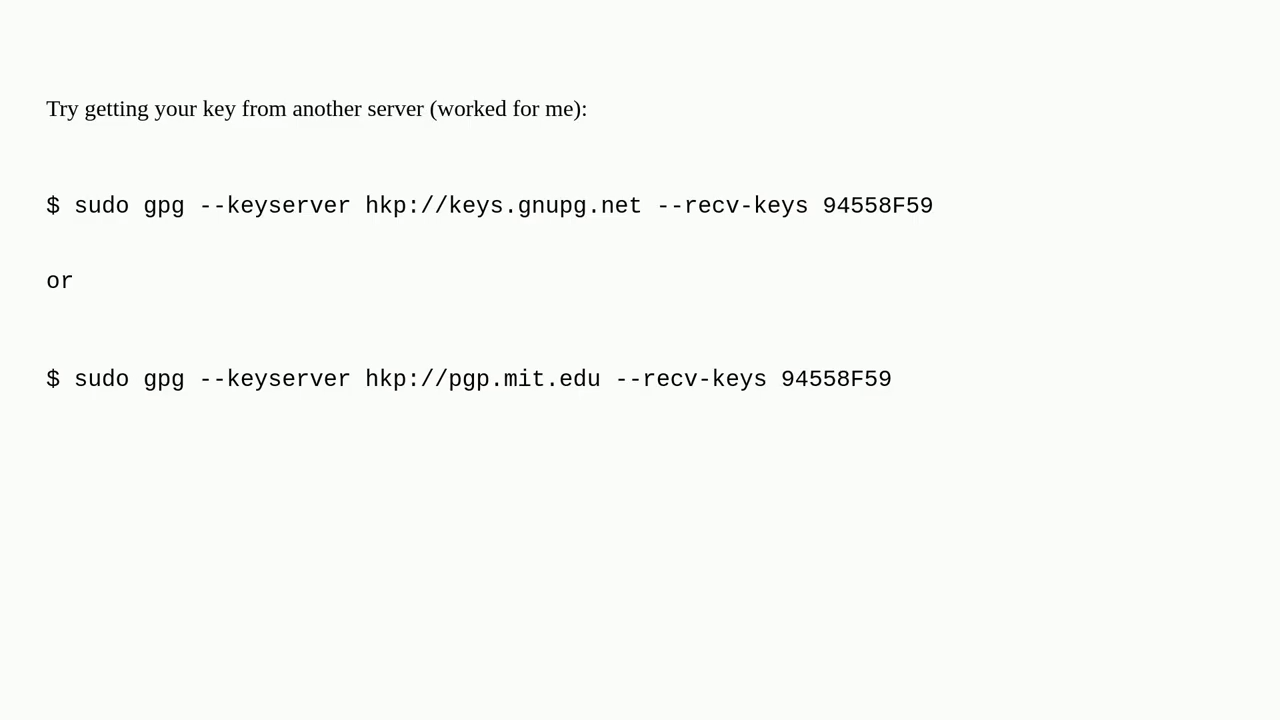 Try getting your key from another server (worked for me):
$ sudo gpg --keyserver hkp://keys.gnupg.net --recv-keys 94558F59
or
$ sudo gpg --keyserver hkp://pgp.mit.edu --recv-keys 94558F59